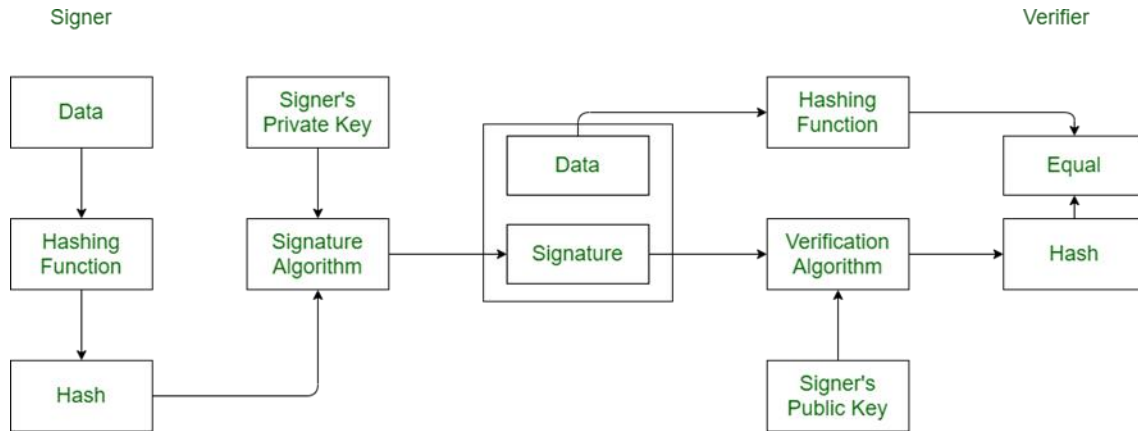 Signer
Verifier
Data
Signer's
Private Key
Hashing
Function
Data
Equal
Hashing
Function
Signature
Algorithm
Signature
Verification
Algorithm
Hash
Hash
Signer's
Public Key